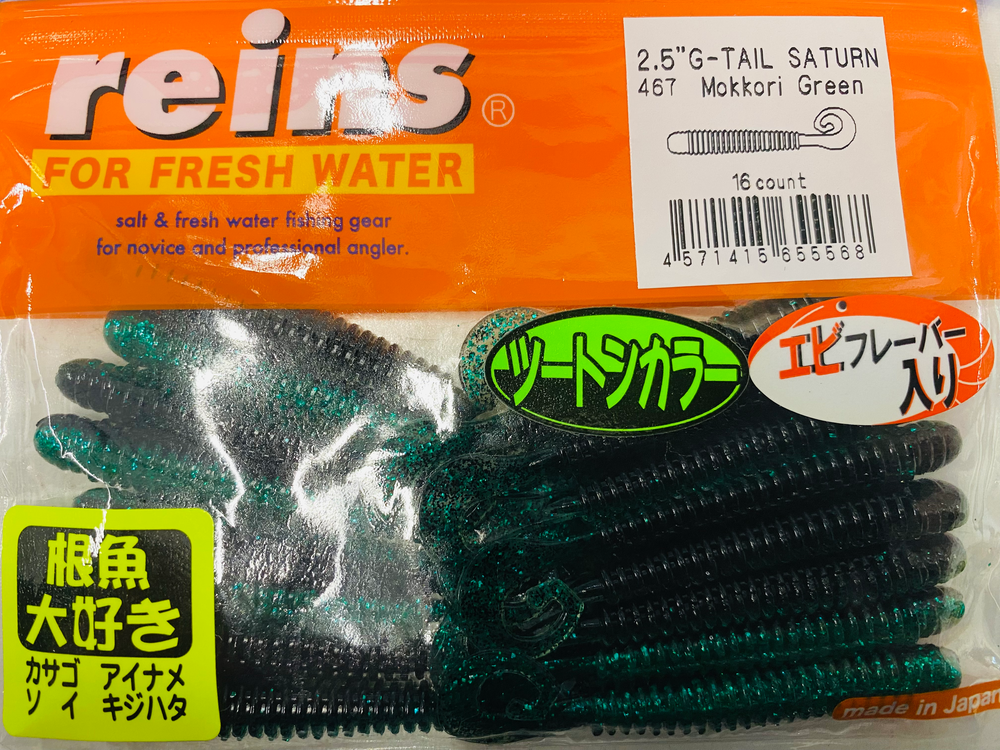 reins®
FOR FRESH WATER
salt & fresh water fishing gear
for novice and professional angler.
2.5"G-TAIL SATURN
467 Mokkori Green
16 count
4 571415 655568
ツートンカラー
エビフレーバー
入り
根魚
大好き
カサゴ アイナメ
ソイ キジハタ
made in Japan